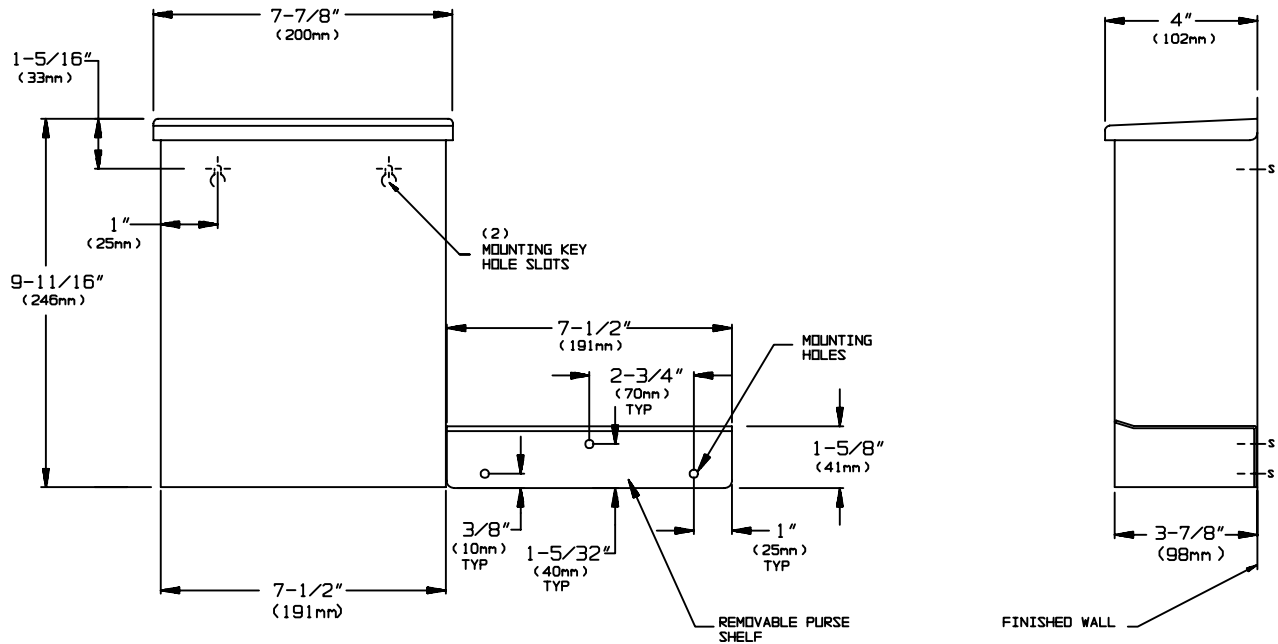 7-7/8"
(200mm)
4"
(102mm)
1-5/16"
(33mm)
S
1"
(25mm)
(2)
MOUNTING KEY
HOLE SLOTS
9-11/16"
(246mm)
7-1/2"
(191mm)
MOUNTING
HOLES
2-3/4"
(70mm)
TYP
1-5/8"
(41mm)
S
S
3/8"
(10mm)
TYP
1-5/32"
(40mm)
TYP
1"
(25mm)
TYP
3-7/8"
(98mm)
7-1/2"
(191mm)
REMOVABLE PURSE
SHELF
FINISHED WALL